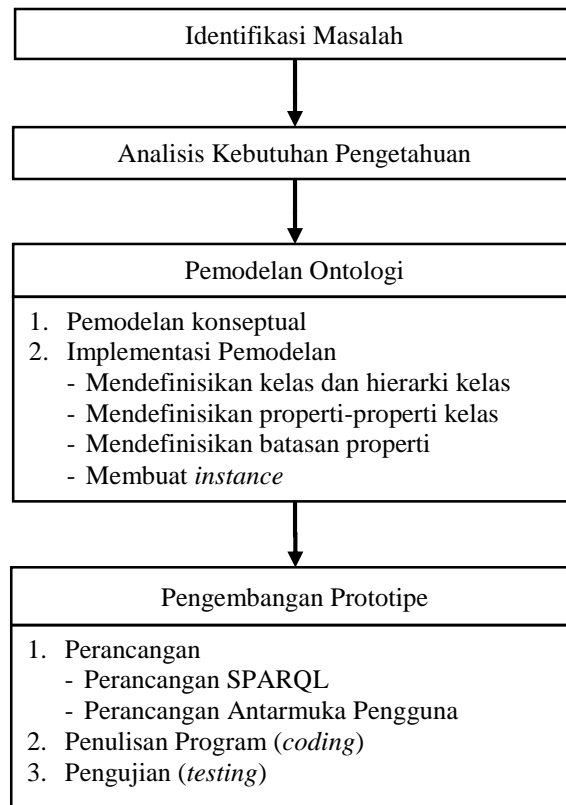 Identifikasi Masalah
Analisis Kebutuhan Pengetahuan
Pemodelan Ontologi
1. Pemodelan konseptual
2. Implementasi Pemodelan
- Mendefinisikan kelas dan hierarki kelas
- Mendefinisikan properti-properti kelas
- Mendefinisikan batasan properti
- Membuat instance
Pengembangan Prototipe
1. Perancangan
- Perancangan SPARQL
- Perancangan Antarmuka Pengguna
2. Penulisan Program (coding)
3. Pengujian (testing)